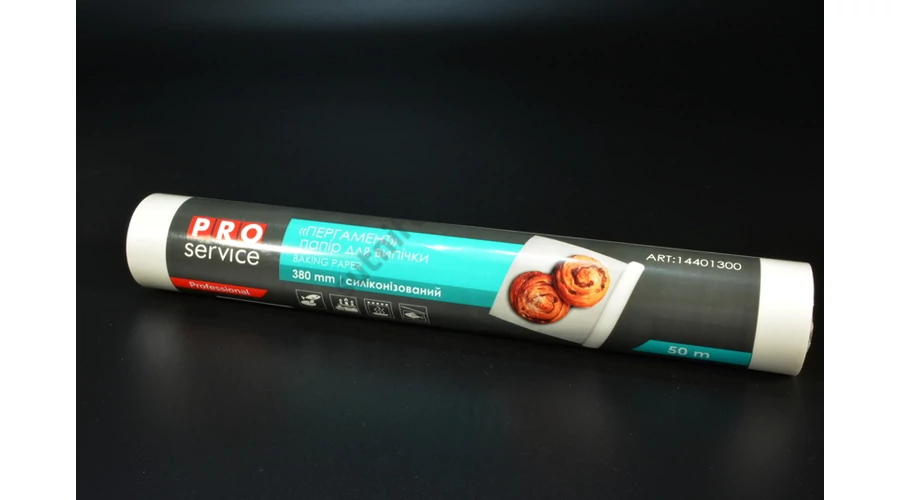 PRO
service
Professional
«ПЕРГАМЕНТ»
папір для випічки
BAKING PAPER
380 mm | силіконізований
ART:14401300
50 m